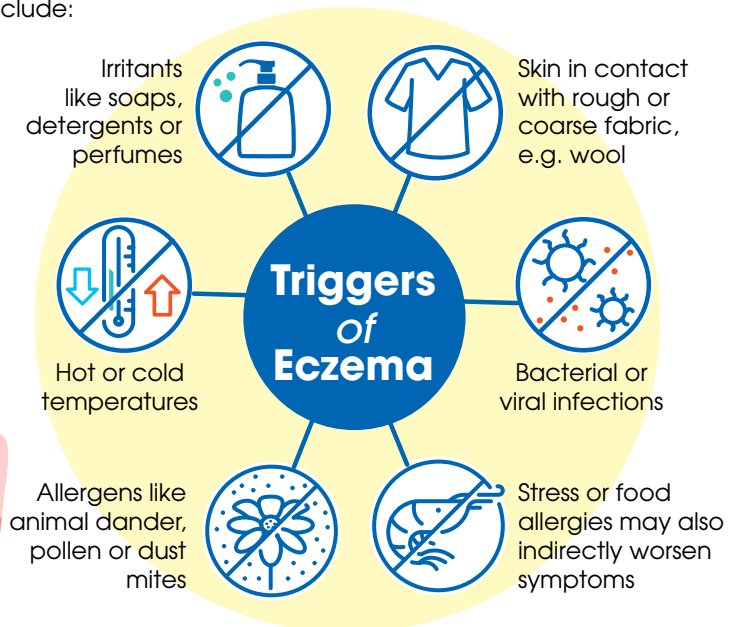 clude:
Irritants
like soaps,
detergents or
perfumes
Skin in contact
with rough or
coarse fabric,
e.g. wool
Triggers
of
Eczema
Hot or cold
temperatures
Bacterial or
viral infections
Allergens like
animal dander,
pollen or dust
mites
Stress or food
allergies may also
indirectly worsen
symptoms